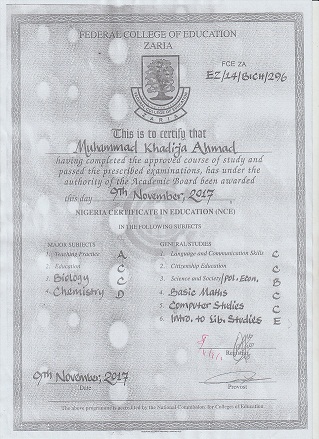 FEDERAL COLLEGE OF EDUCATION
ZARIA
FCE ZA
EZ/14/BICH/296
This is to certify that
Muhammad Khadija Ahmad
having completed the approved course of study and
passed the prescribed examinations, has under the
authority of the Academic Board been awarded
this day 9th November, 2017
NIGERIA CERTIFICATE IN EDUCATION (NCE)
IN THE FOLLOWING SUBJECTS
MAJOR SUBJECTS
1. Teaching Practice A
2. Education C
3. Biology C
4. Chemistry D
GENERAL STUDIES
1. Language and Communication Skills C
2. Citizenship Education C
3. Science and Society/Pol. Econ. B
4. Basic Maths C
5. Computer Studies C
6. Intro. to Lib. Studies E
Registrar
9th November, 2017
Date
Provost
The above programme is accredited by the National Commission for Colleges of Education.